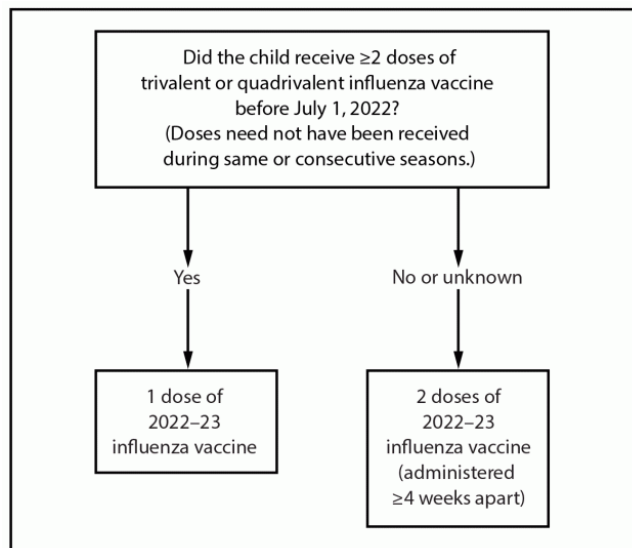 Did the child receive ≥2 doses of
trivalent or quadrivalent influenza vaccine
before July 1, 2022?
(Doses need not have been received
during same or consecutive seasons.)
Yes
No or unknown
1 dose of
2022–23
influenza vaccine
2 doses of
2022–23
influenza vaccine
(administered
≥4 weeks apart)